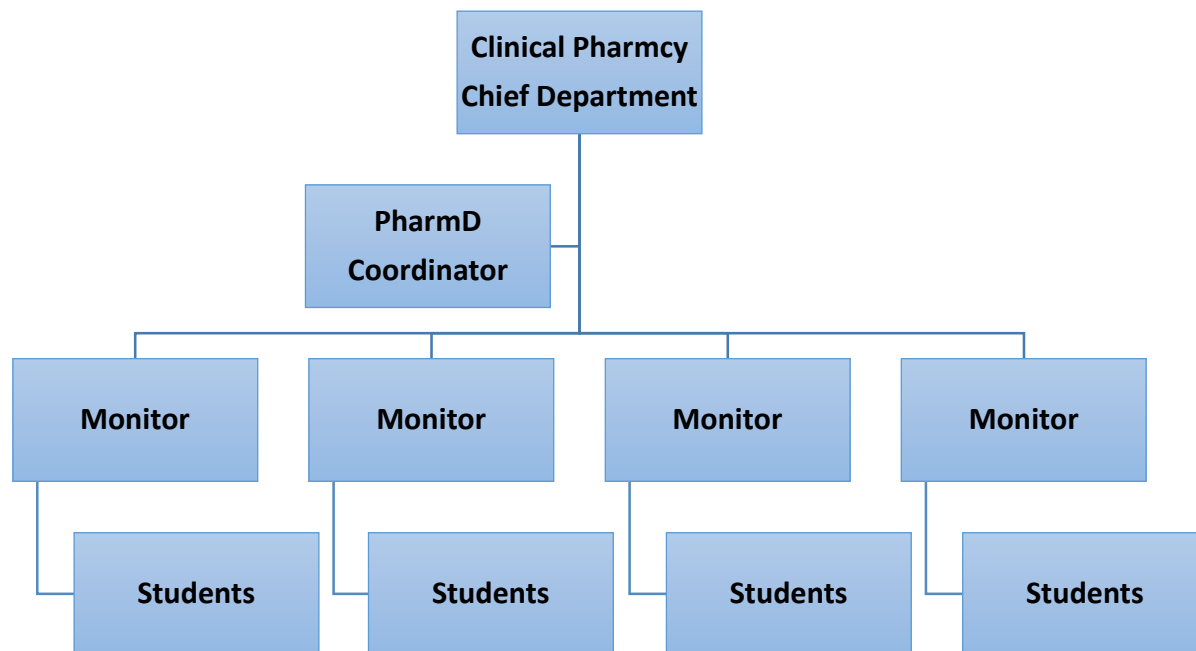 Clinical Pharmcy
Chief Department
PharmD
Coordinator
Monitor
Monitor
Monitor
Monitor
Students
Students
Students
Students